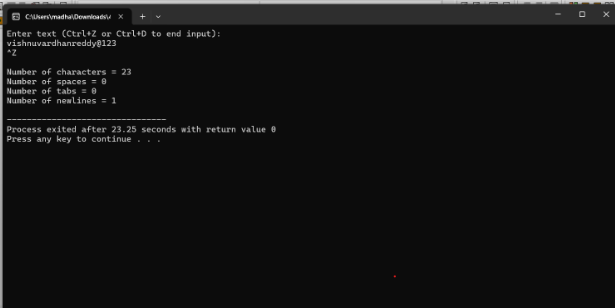 C:\Users\madha\Downloads\
Enter text (Ctrl+Z or Ctrl+D to end input):
vishnuvardhanreddy@123
^Z
Number of characters = 23
Number of spaces = 0
Number of tabs = 0
Number of newlines = 1
--------------------------------
Process exited after 23.25 seconds with return value 0
Press any key to continue . . .